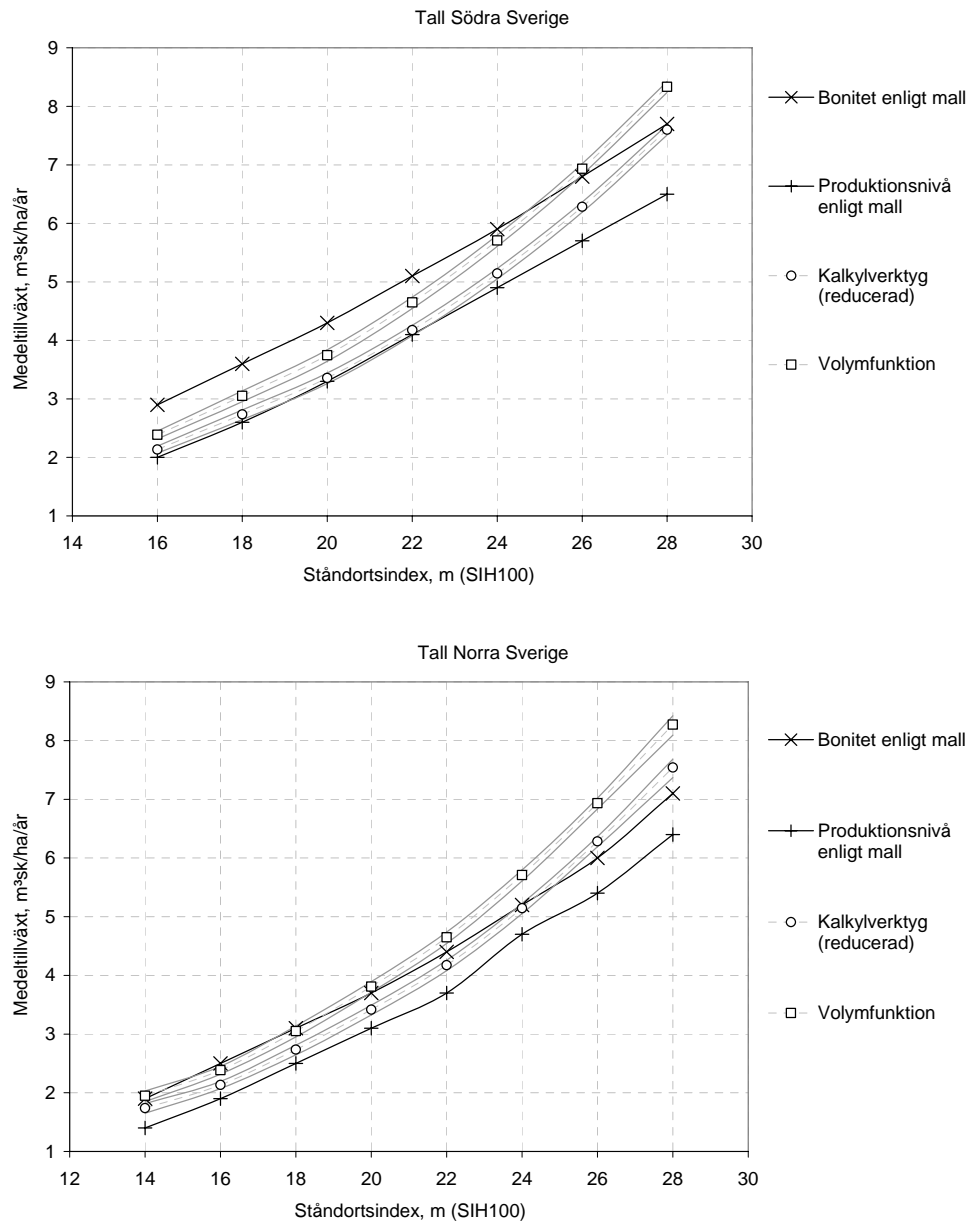 Tall Södra Sverige
9
8
7
6
5
4
3
2
1
14 16 18 20 22 24 26 28 30
Medeltillväxt, m³sk/ha/år
Ståndortsindex, m (SIH100)
Bonitet enligt mall
Produktionsnivå
enligt mall
Kalkylverktyg
(reducerad)
Volymfunktion
Tall Norra Sverige
9
8
7
6
5
4
3
2
1
12 14 16 18 20 22 24 26 28 30
Medeltillväxt, m³sk/ha/år
Ståndortsindex, m (SIH100)
Bonitet enligt mall
Produktionsnivå
enligt mall
Kalkylverktyg
(reducerad)
Volymfunktion